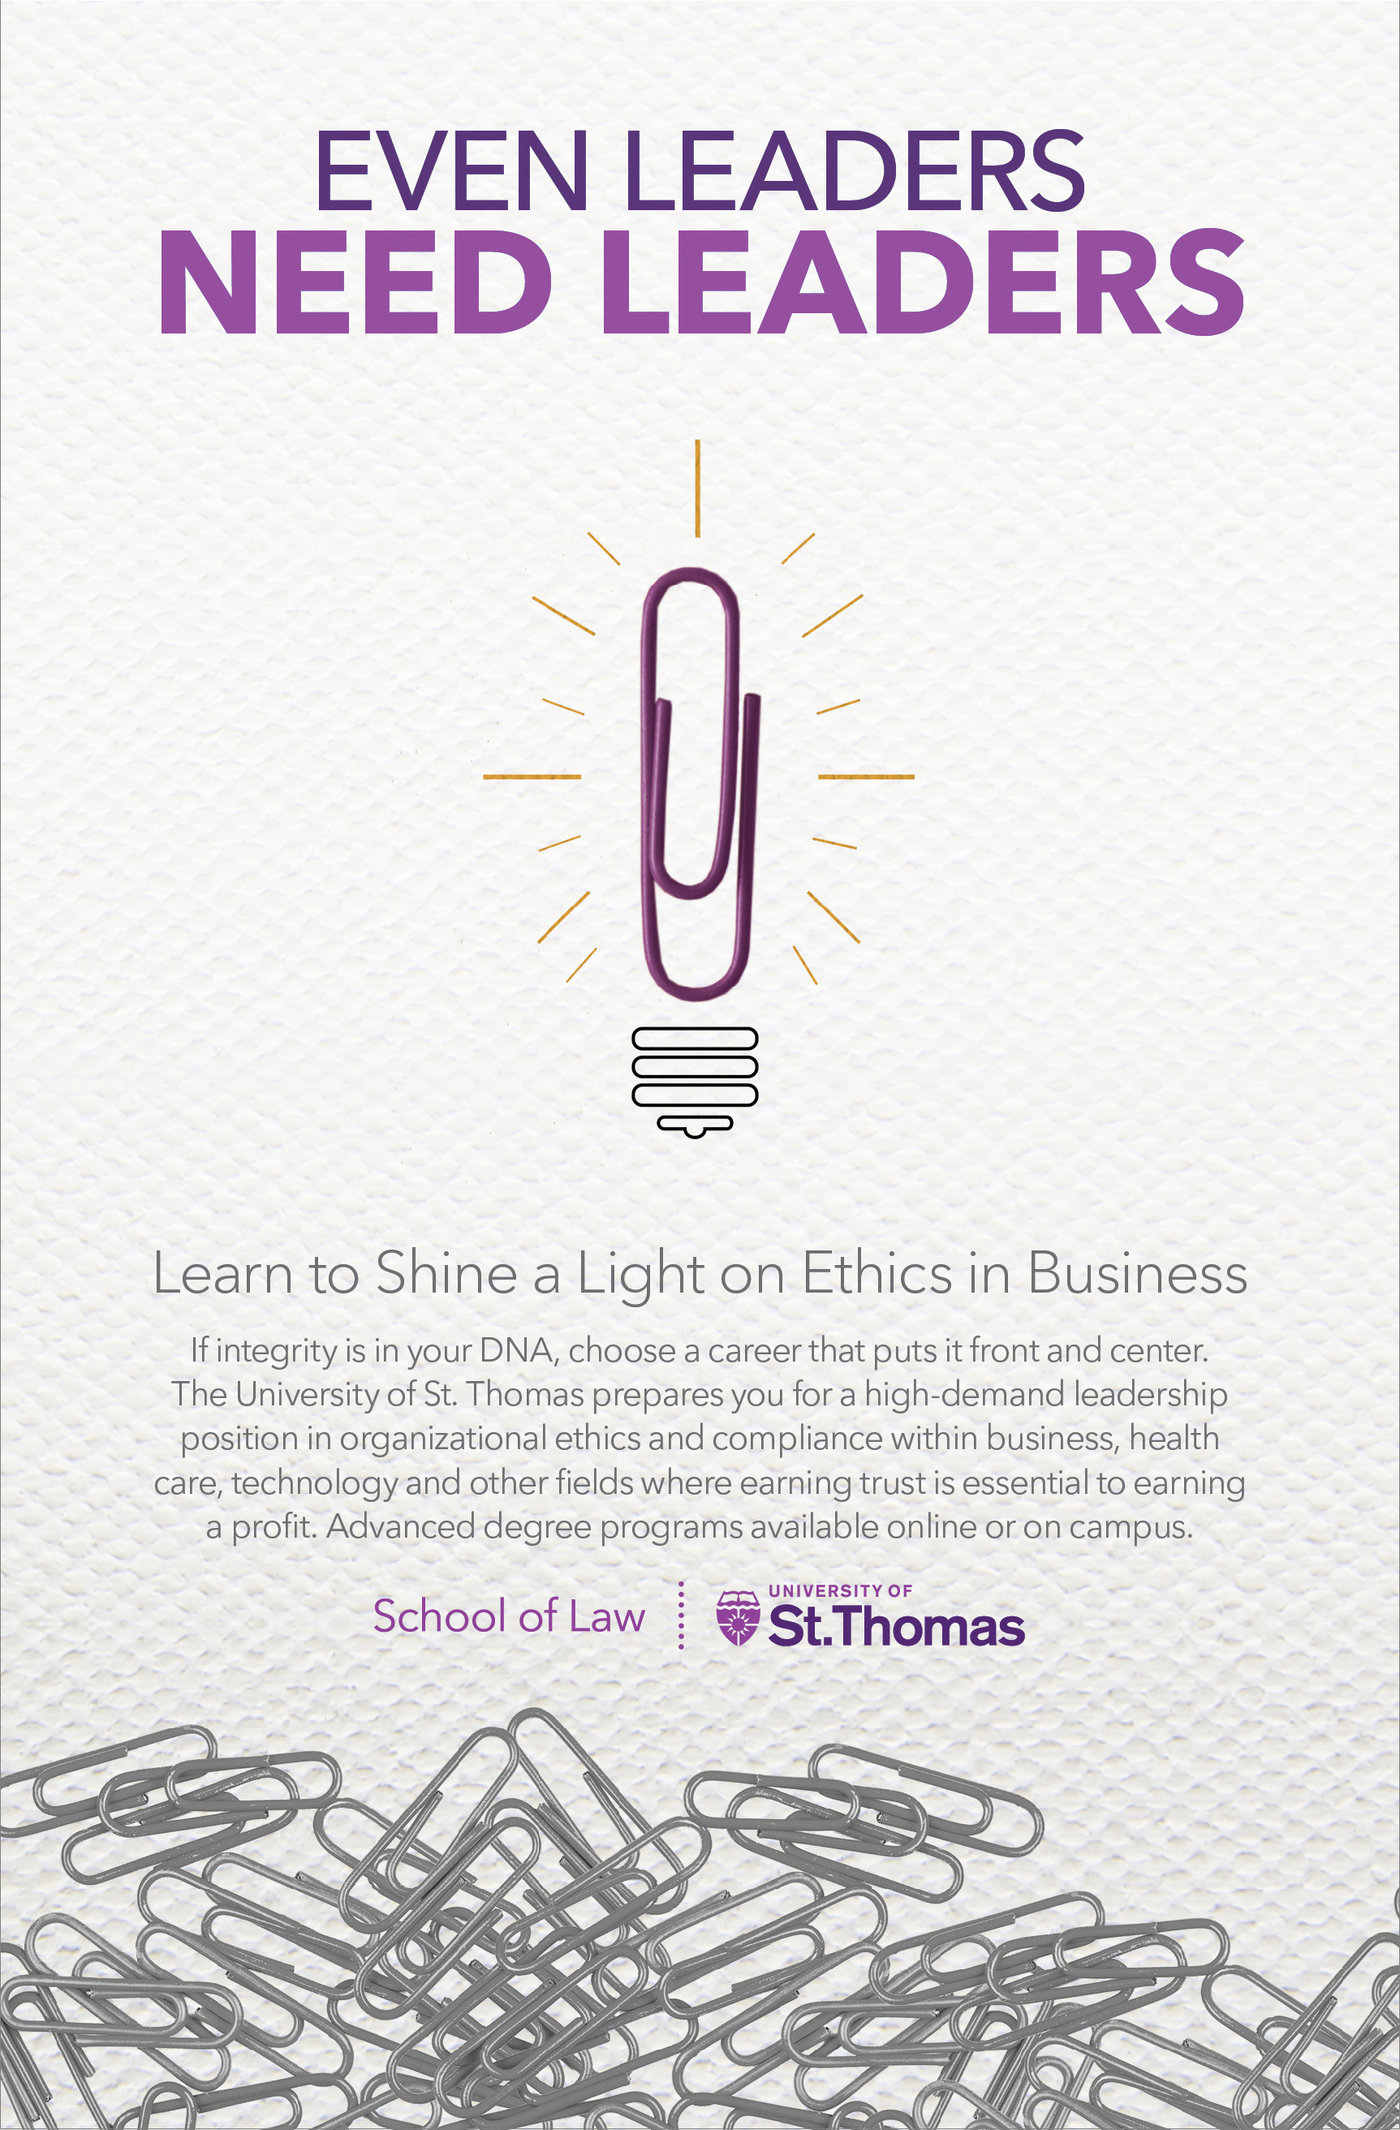 EVEN LEADERS
NEED LEADERS
Learn to Shine a Light on Ethics in Business
If integrity is in your DNA, choose a career that puts it front and center.
The University of St. Thomas prepares you for a high-demand leadership
position in organizational ethics and compliance within business, health
care, technology and other fields where earning trust is essential to earning
a profit. Advanced degree programs available online or on campus.
School of Law
UNIVERSITY OF
St.Thomas